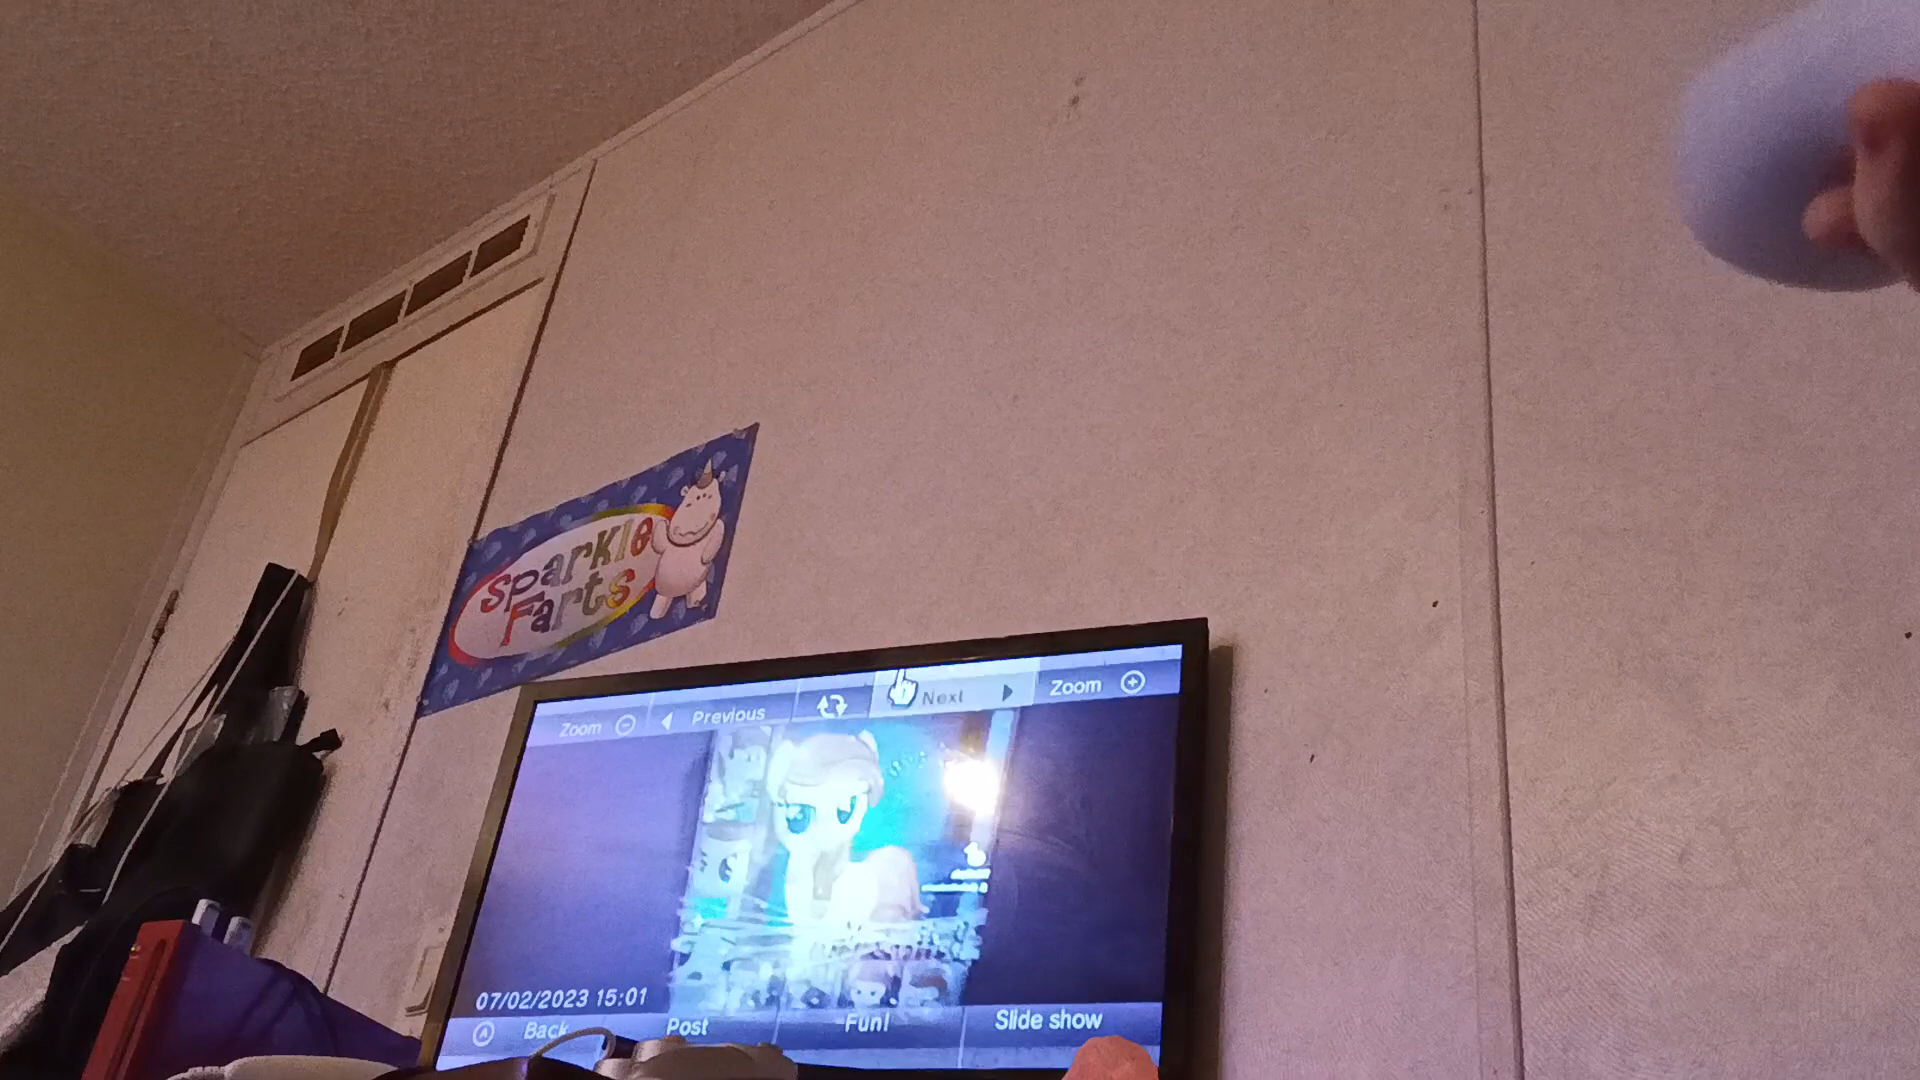 Sparkle
Farts
Zoom
Previous
Next
Zoom
07/02/2023 15:01
A
Back
Post
Fun!
Slide show